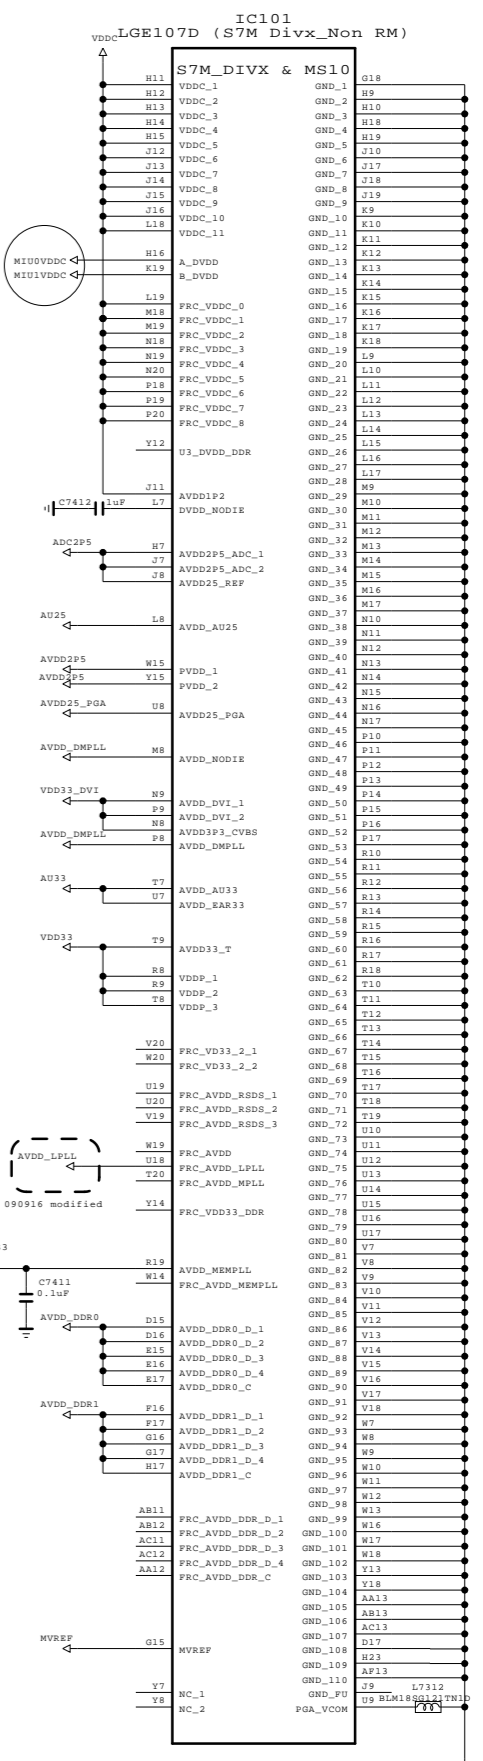 IC101
LGE107D (S7M Divx_Non RM)
VDDC
S7M_DIVX & MS10
H11 VDDC_1
H12 VDDC_2
H13 VDDC_3
H14 VDDC_4
H15 VDDC_5
J12 VDDC_6
J13 VDDC_7
J14 VDDC_8
J15 VDDC_9
J16 VDDC_10
L18 VDDC_11
MIU0VDDC H16 A_DVDD
MIU1VDDC K19 B_DVDD
L19 FRC_VDDC_0
M18 FRC_VDDC_1
M19 FRC_VDDC_2
N18 FRC_VDDC_3
N19 FRC_VDDC_4
N20 FRC_VDDC_5
P18 FRC_VDDC_6
P19 FRC_VDDC_7
P20 FRC_VDDC_8
Y12 U3_DVDD_DDR
J11 AVDD1P2
C7412 1uF L7 DVDD_NODIE
ADC2P5 H7 AVDD2P5_ADC_1
J7 AVDD2P5_ADC_2
J8 AVDD25_REF
AU25 L8 AVDD_AU25
AVDD2P5 W15 PVDD_1
AVDD2P5 Y15 PVDD_2
AVDD25_PGA U8 AVDD25_PGA
AVDD_DMPLL M8 AVDD_NODIE
VDD33_DVI N9 AVDD_DVI_1
P9 AVDD_DVI_2
N8 AVDD3P3_CVBS
AVDD_DMPLL P8 AVDD_DMPLL
AU33 T7 AVDD_AU33
U7 AVDD_EAR33
VDD33 T9 AVDD33_T
R8 VDDP_1
R9 VDDP_2
T8 VDDP_3
V20 FRC_VD33_2_1
W20 FRC_VD33_2_2
U19 FRC_AVDD_RSDS_1
U20 FRC_AVDD_RSDS_2
V19 FRC_AVDD_RSDS_3
W19 FRC_AVDD
AVDD_LPLL U18 FRC_AVDD_LPLL
T20 FRC_AVDD_MPLL
090916 modified
Y14 FRC_VDD33_DDR
R19 AVDD_MEMPLL
W14 FRC_AVDD_MEMPLL
C7411
0.1uF
AVDD_DDR0 D15 AVDD_DDR0_D_1
D16 AVDD_DDR0_D_2
E15 AVDD_DDR0_D_3
E16 AVDD_DDR0_D_4
E17 AVDD_DDR0_C
AVDD_DDR1 F16 AVDD_DDR1_D_1
F17 AVDD_DDR1_D_2
G16 AVDD_DDR1_D_3
G17 AVDD_DDR1_D_4
H17 AVDD_DDR1_C
AB11 FRC_AVDD_DDR_D_1
AB12 FRC_AVDD_DDR_D_2
AC11 FRC_AVDD_DDR_D_3
AC12 FRC_AVDD_DDR_D_4
AA12 FRC_AVDD_DDR_C
MVREF G15 MVREF
Y7 NC_1
Y8 NC_2
GND_1 G18
GND_2 H9
GND_3 H10
GND_4 H18
GND_5 H19
GND_6 J10
GND_7 J17
GND_8 J18
GND_9 J19
GND_10 K9
GND_11 K10
GND_12 K11
GND_13 K12
GND_14 K13
GND_15 K14
GND_16 K15
GND_17 K16
GND_18 K17
GND_19 K18
GND_20 L9
GND_21 L10
GND_22 L11
GND_23 L12
GND_24 L13
GND_25 L14
GND_26 L15
GND_27 L16
GND_28 L17
GND_29 M9
GND_30 M10
GND_31 M11
GND_32 M12
GND_33 M13
GND_34 M14
GND_35 M15
GND_36 M16
GND_37 M17
GND_38 N10
GND_39 N11
GND_40 N12
GND_41 N13
GND_42 N14
GND_43 N15
GND_44 N16
GND_45 N17
GND_46 P10
GND_47 P11
GND_48 P12
GND_49 P13
GND_50 P14
GND_51 P15
GND_52 P16
GND_53 P17
GND_54 R10
GND_55 R11
GND_56 R12
GND_57 R13
GND_58 R14
GND_59 R15
GND_60 R16
GND_61 R17
GND_62 R18
GND_63 T10
GND_64 T11
GND_65 T12
GND_66 T13
GND_67 T14
GND_68 T15
GND_69 T16
GND_70 T17
GND_71 T18
GND_72 T19
GND_73 U10
GND_74 U11
GND_75 U12
GND_76 U13
GND_77 U14
GND_78 U15
GND_79 U16
GND_80 U17
GND_81 V7
GND_82 V8
GND_83 V9
GND_84 V10
GND_85 V11
GND_86 V12
GND_87 V13
GND_88 V14
GND_89 V15
GND_90 V16
GND_91 V17
GND_92 V18
GND_93 W7
GND_94 W8
GND_95 W9
GND_96 W10
GND_97 W11
GND_98 W12
GND_99 W13
GND_100 W16
GND_101 W17
GND_102 W18
GND_103 Y13
GND_104 Y18
GND_105 AA13
GND_106 AB13
GND_107 AC13
GND_108 D17
GND_109 H23
GND_110 AF13
GND_FU J9
PGA_VCOM U9
L7312
BLM18SG121TN1D